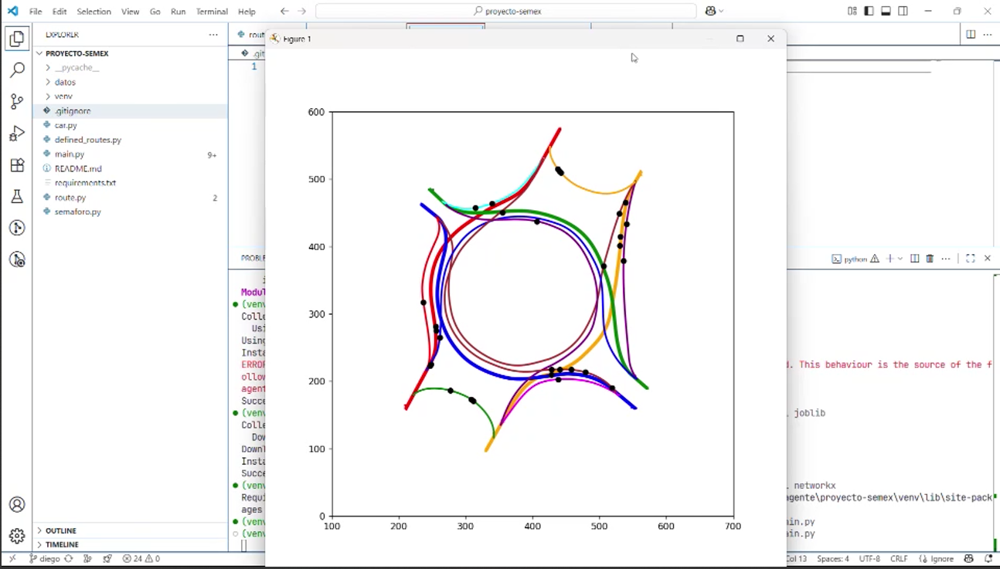 File Edit Selection View Go Run Terminal Help
proyecto-semex
EXPLORER
PROYECTO-SEMEX
__pycache__
datos
venv
.gitignore
car.py
defined_routes.py
main.py 9+
README.md
requirements.txt
route.py 2
semaforo.py
OUTLINE
TIMELINE
rout
.git
1
Figure 1
600
500
400
300
200
100
0
100 200 300 400 500 600 700
PROBLE
python
Modul
(venv
Colle
Usi
Using
Insta
ERROR
ollow
agent
Succe
(venv
Colle
Dow
Downl
Insta
Succe
(venv
Requi
ages
(venv
(venv
. This behaviour is the source of the f
joblib
networkx
agente\proyecto-semex\venv\lib\site-pack
ain.py
ain.py
diego 24 0
Col 13 Spaces: 4 UTF-8 CRLF Ignore